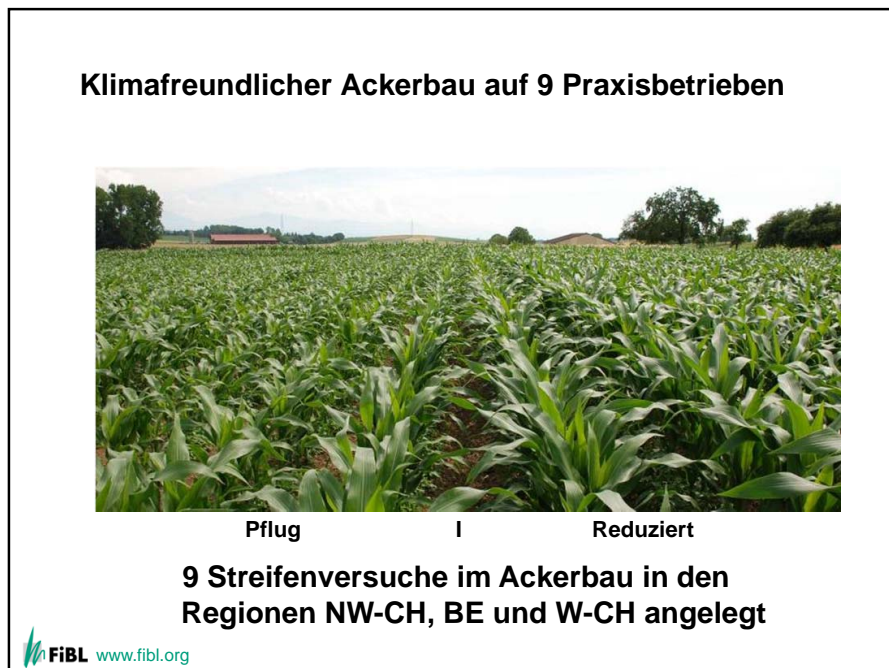 Klimafreundlicher Ackerbau auf 9 Praxisbetrieben
Pflug I Reduziert
9 Streifenversuche im Ackerbau in den
Regionen NW-CH, BE und W-CH angelegt
FiBL www.fibl.org